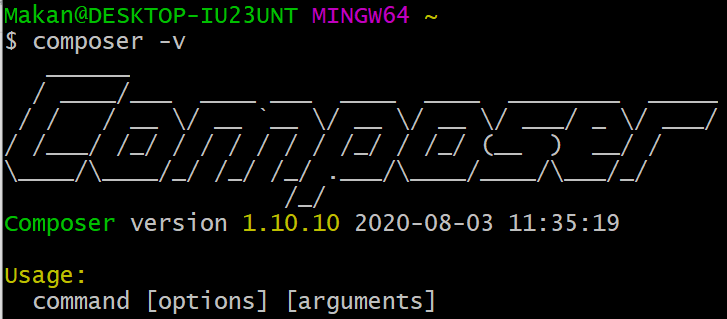 Makan@DESKTOP-IU23UNT MINGW64 ~
$ composer -v
Composer
Composer version 1.10.10 2020-08-03 11:35:19
Usage:
command [options] [arguments]